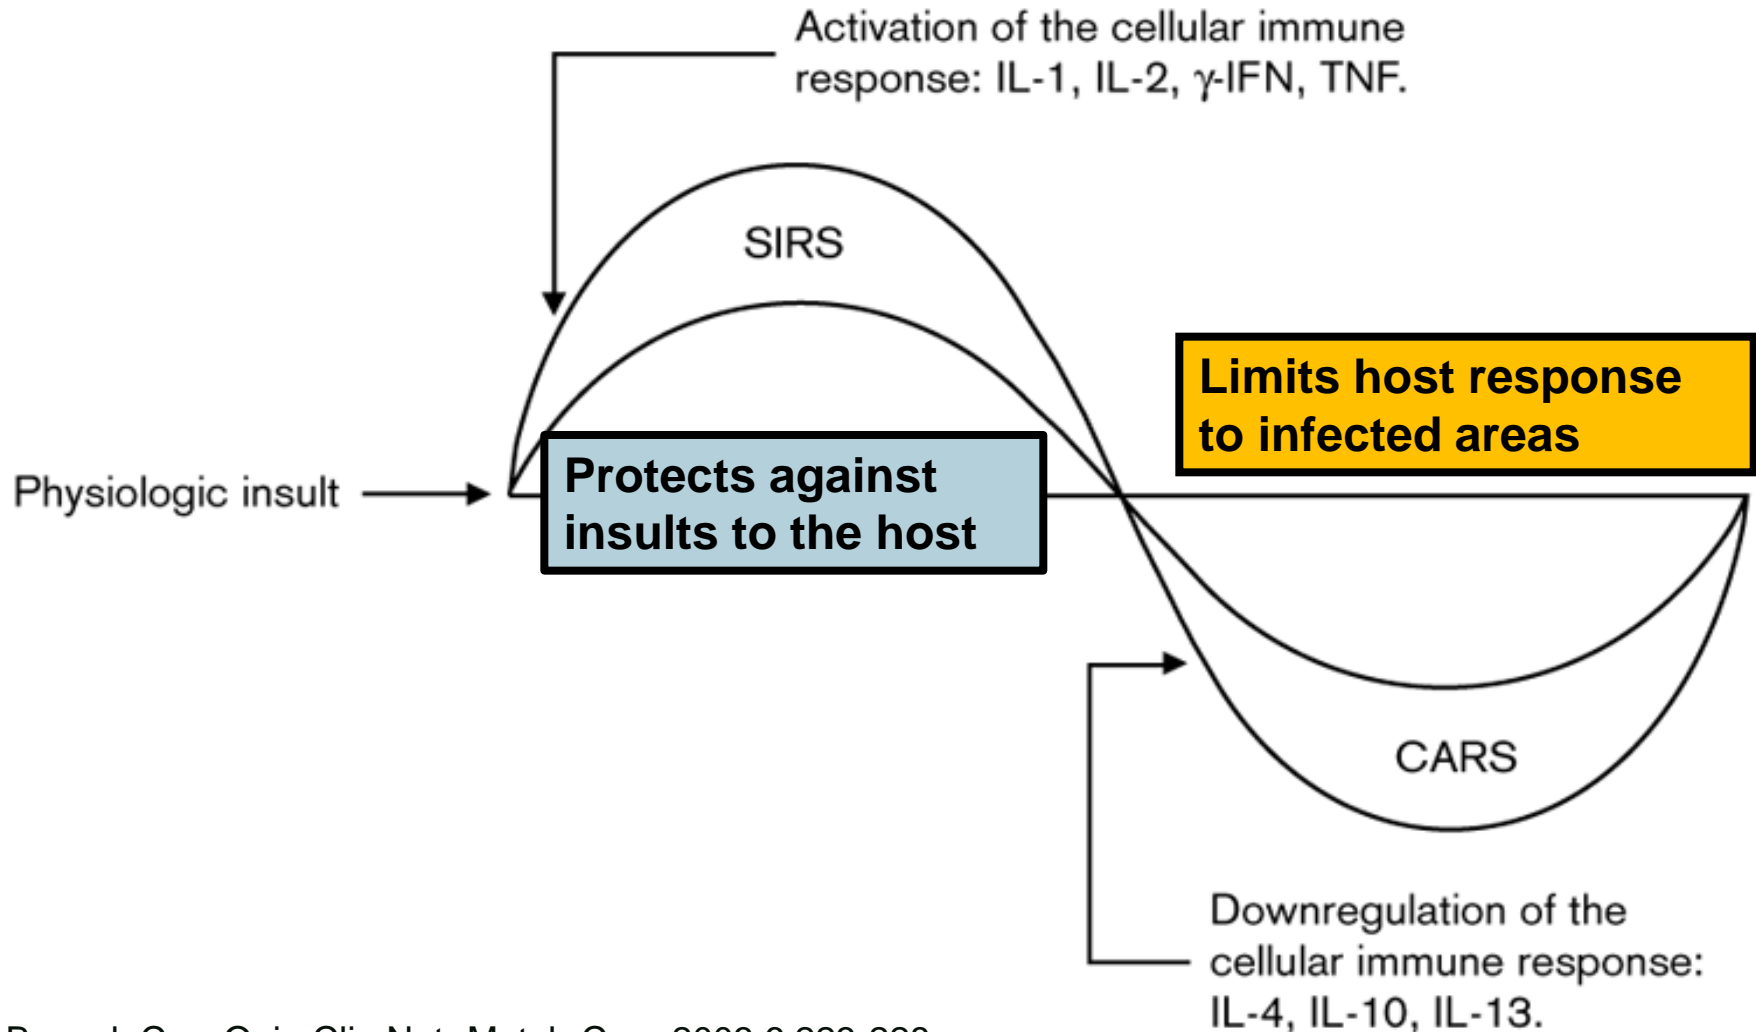 Activation of the cellular immune
response: IL-1, IL-2, γ-IFN, TNF.
SIRS
Limits host response
to infected areas
Protects against
insults to the host
Physiologic insult
CARS
Downregulation of the
cellular immune response:
IL-4, IL-10, IL-13.